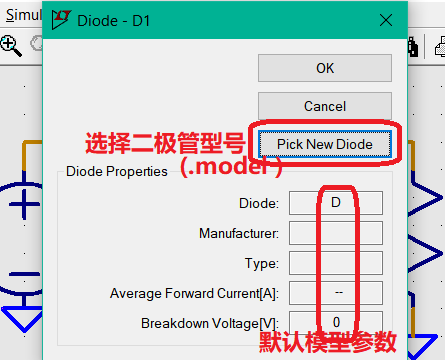 Simul
Diode - D1
OK
Cancel
选择二极管型号
Pick New Diode
(.model)
Diode Properties
Diode: D
Manufacturer:
Type:
Average Forward Current[A]: --
Breakdown Voltage[V]: 0
默认模型参数